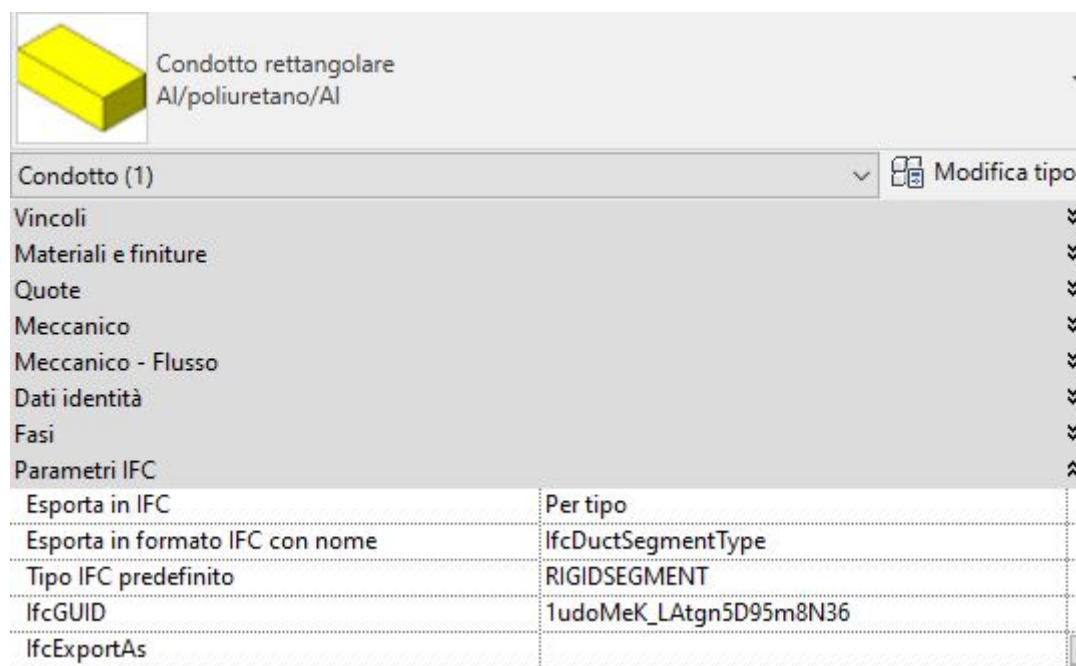 Condotto rettangolare
Al/poliuretano/Al
Condotto (1) Modifica tipo
Vincoli
Materiali e finiture
Quote
Meccanico
Meccanico - Flusso
Dati identità
Fasi
Parametri IFC
Esporta in IFC Per tipo
Esporta in formato IFC con nome IfcDuctSegmentType
Tipo IFC predefinito RIGIDSEGMENT
IfcGUID 1udoMeK_LAtgn5D95m8N36
IfcExportAs